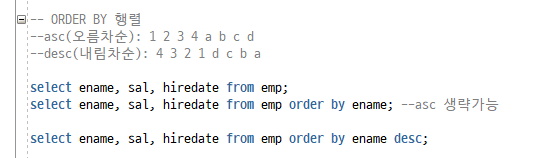 -- ORDER BY 행렬
--asc(오름차순): 1 2 3 4 a b c d
--desc(내림차순): 4 3 2 1 d c b a
select ename, sal, hiredate from emp;
select ename, sal, hiredate from emp order by ename; --asc 생략가능
select ename, sal, hiredate from emp order by ename desc;